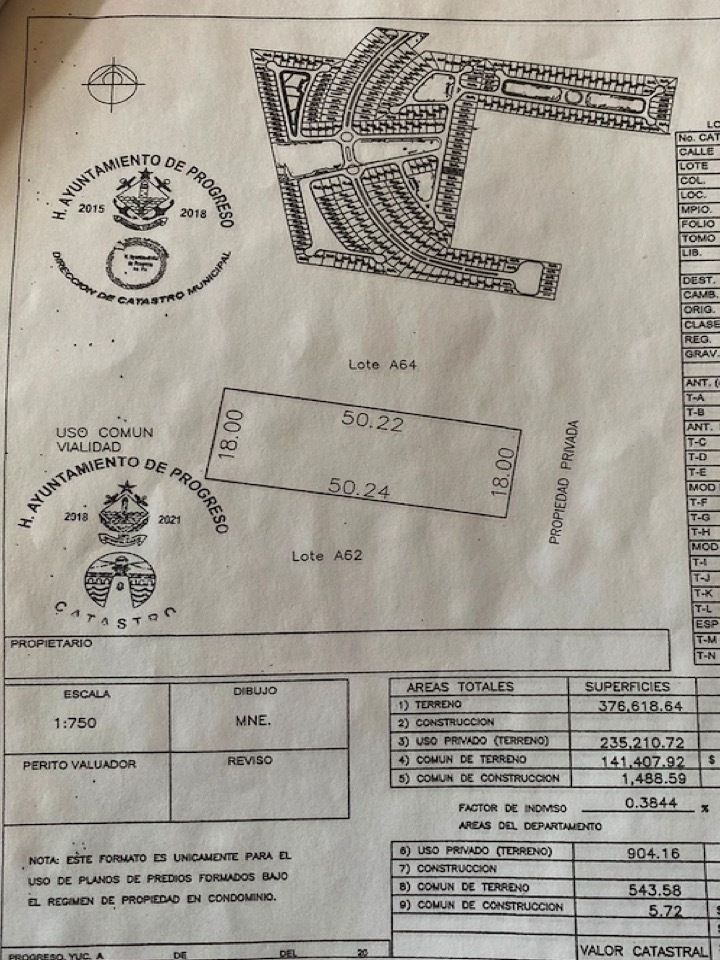 H. AYUNTAMIENTO DE PROGRESO
2015 2018
DIRECCION DE CATASTRO MUNICIPAL
LO
No. CAT
CALLE
LOTE
COL.
LOC.
MPIO.
FOLIO
TOMO
LIB.
DEST.
CAMB.
ORIG.
CLASE
REG.
GRAV.
ANT. (
T-A
T-B
ANT.
T-C
T-D
T-E
MOD
T-F
T-G
T-H
MOD
T-I
T-J
T-K
T-L
ESP
T-M
T-N
Lote A64
50.22
18.00
18.00
50.24
PROPIEDAD PRIVADA
Lote A62
USO COMUN
VIALIDAD
H. AYUNTAMIENTO DE PROGRESO
2018 2021
CATASTRO
PROPIETARIO
ESCALA
1:750
DIBUJO
MNE.
PERITO VALUADOR
REVISO
NOTA: ESTE FORMATO ES UNICAMENTE PARA EL
USO DE PLANOS DE PREDIOS FORMADOS BAJO
EL REGIMEN DE PROPIEDAD EN CONDOMINIO.
PROGRESO, YUC. A DE DEL 20
AREAS TOTALES SUPERFICIES
1) TERRENO 376,618.64
2) CONSTRUCCION
3) USO PRIVADO (TERRENO) 235,210.72
4) COMUN DE TERRENO 141,407.92 $
5) COMUN DE CONSTRUCCION 1,488.59
FACTOR DE INDIVISO 0.3844 %
AREAS DEL DEPARTAMENTO
6) USO PRIVADO (TERRENO) 904.16
7) CONSTRUCCION
8) COMUN DE TERRENO 543.58
9) COMUN DE CONSTRUCCION 5.72 $
$
VALOR CATASTRAL